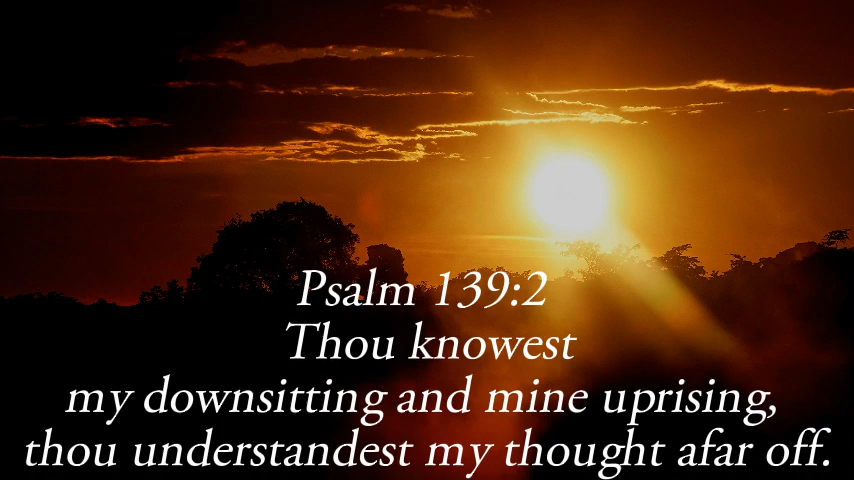 Psalm 139:2
Thou knowest
my downsitting and mine uprising,
thou understandest my thought afar off.